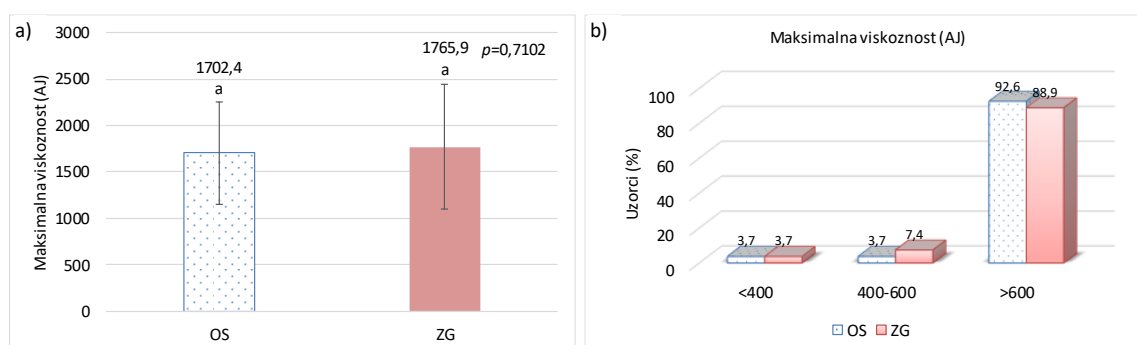 a)
Maksimalna viskoznost (AJ)
3000
2500
2000
1500
1000
500
0
1702,4
a
1765,9
a
p=0,7102
OS
ZG
b)
Maksimalna viskoznost (AJ)
Uzorci (%)
100
80
60
40
20
0
3,7
3,7
3,7
7,4
92,6
88,9
<400
400-600
>600
OS
ZG